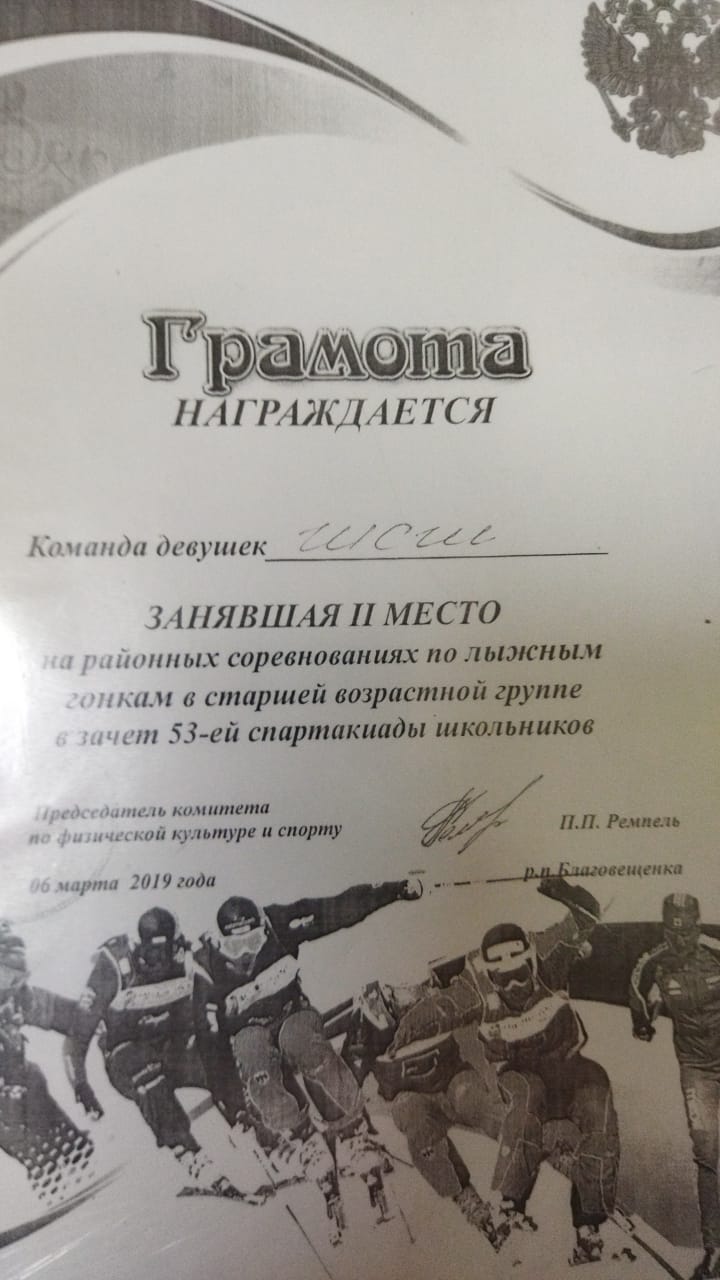 Грамота
НАГРАЖДАЕТСЯ
Команда девушек
ЗАНЯВШАЯ II МЕСТО
на районных соревнованиях по лыжным
гонкам в старшей возрастной группе
в зачет 53-ей спартакиады школьников
Председатель комитета
по физической культуре и спорту П.П. Ремпель
06 марта 2019 года р.п.Благовещенка